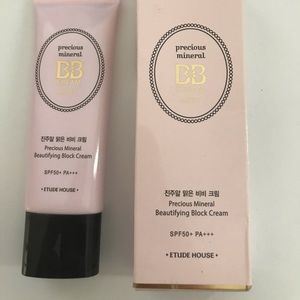 precious
mineral
BB
진주알 맑은 비비 크림
Precious Mineral
Beautifying Block Cream
SPF50+ PA+++
• ETUDE HOUSE •
precious
mineral
BB
진주알 맑은 비비 크림
Precious Mineral
Beautifying Block Cream
SPF50+ PA+++
• ETUDE HOUSE •